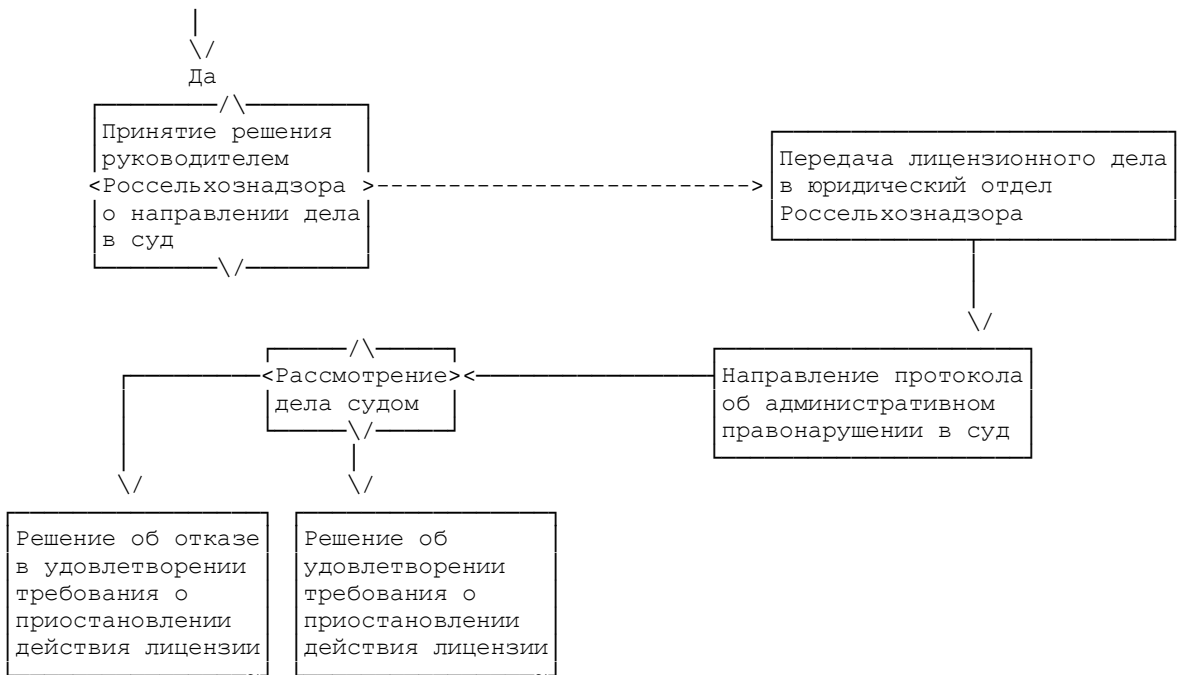 Да
Принятие решения
руководителем
Россельхознадзора
о направлении дела
в суд
Передача лицензионного дела
в юридический отдел
Россельхознадзора
Рассмотрение
дела судом
Направление протокола
об административном
правонарушении в суд
Решение об отказе
в удовлетворении
требования о
приостановлении
действия лицензии
Решение об
удовлетворении
требования о
приостановлении
действия лицензии